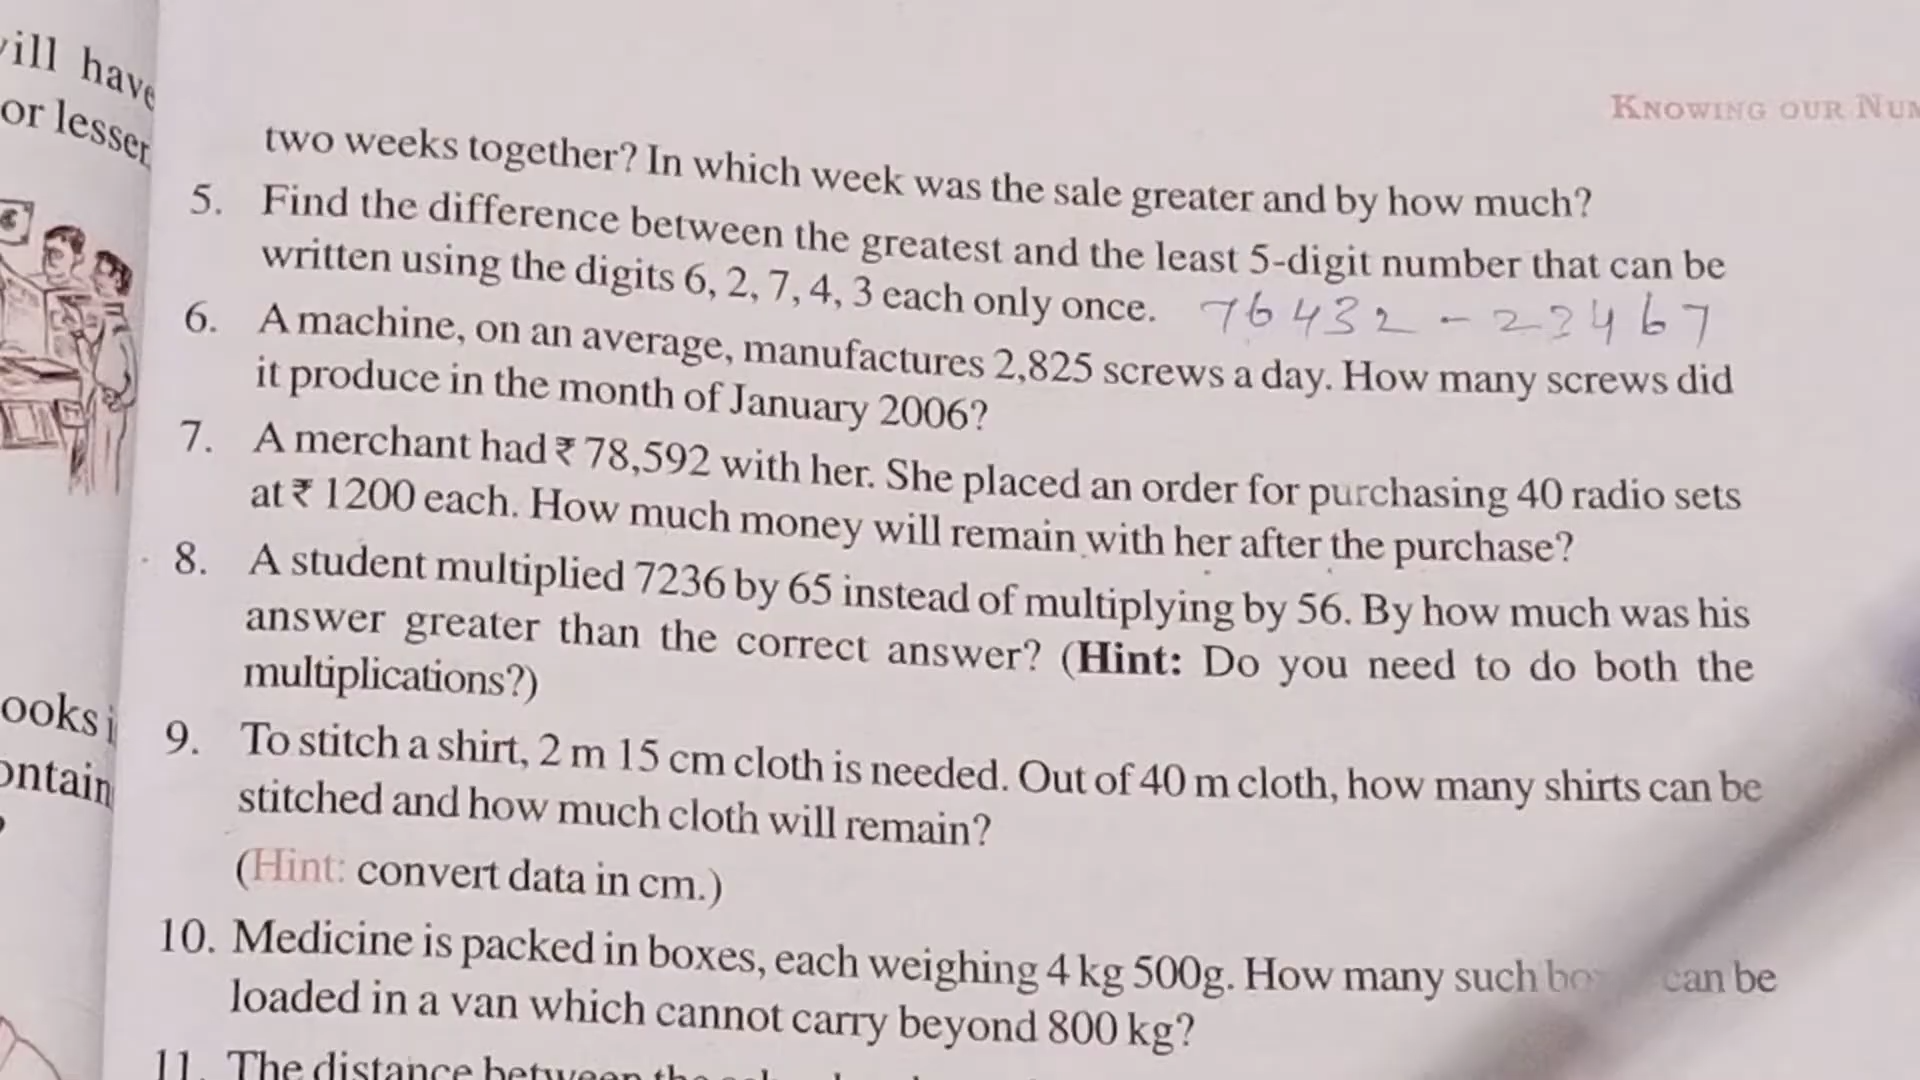 will have
or lesser
KNOWING OUR NUM
two weeks together? In which week was the sale greater and by how much?
5. Find the difference between the greatest and the least 5-digit number that can be
written using the digits 6, 2, 7, 4, 3 each only once. 76432 - 23467
6. A machine, on an average, manufactures 2,825 screws a day. How many screws did
it produce in the month of January 2006?
7. A merchant had ₹ 78,592 with her. She placed an order for purchasing 40 radio sets
at ₹ 1200 each. How much money will remain with her after the purchase?
8. A student multiplied 7236 by 65 instead of multiplying by 56. By how much was his
answer greater than the correct answer? (Hint: Do you need to do both the
multiplications?)
ooks i
ontain
?
9. To stitch a shirt, 2 m 15 cm cloth is needed. Out of 40 m cloth, how many shirts can be
stitched and how much cloth will remain?
(Hint: convert data in cm.)
10. Medicine is packed in boxes, each weighing 4 kg 500g. How many such bo can be
loaded in a van which cannot carry beyond 800 kg?
11. The distance between the